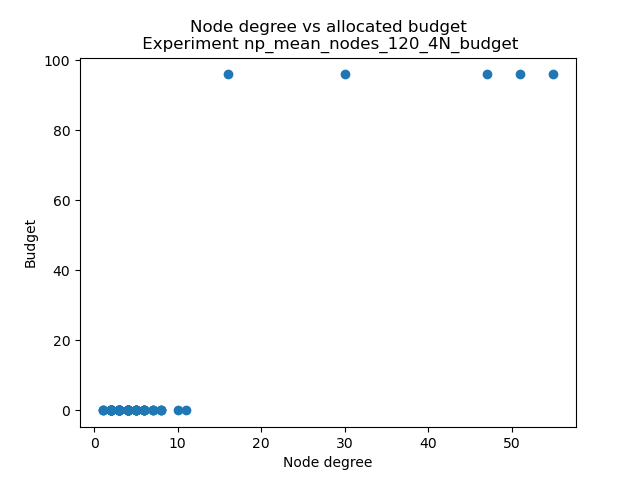 Node degree vs allocated budget
Experiment np_mean_nodes_120_4N_budget
100
80
60
40
20
0
Budget
0 10 20 30 40 50
Node degree